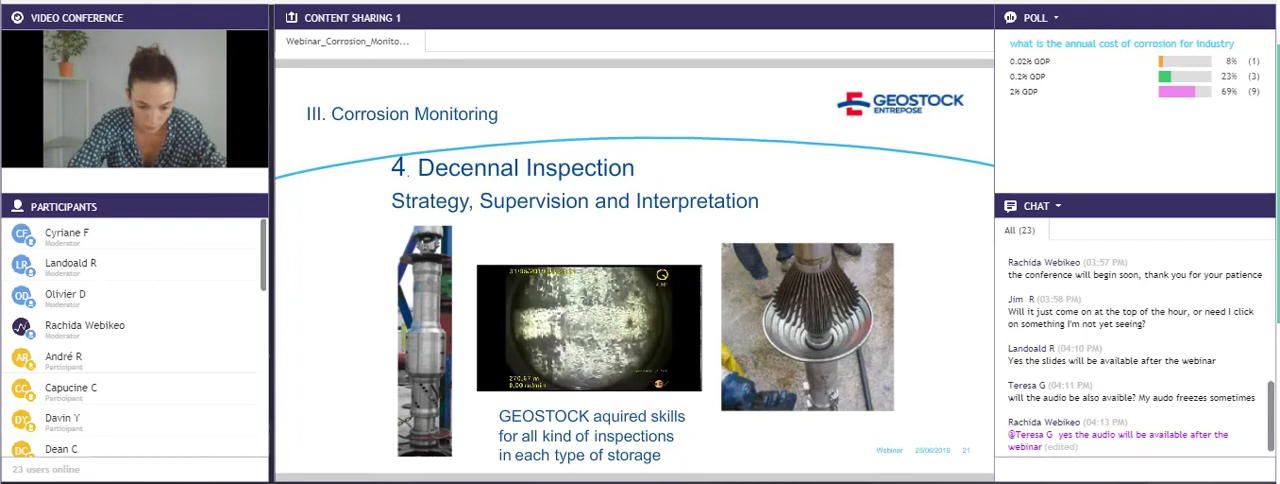 VIDEO CONFERENCE
PARTICIPANTS
CF
Cyriane F
Moderator
LR
Landoald R
Moderator
OD
Olivier D
Moderator
Rachida Webikeo
Moderator
AR
André R
Participant
CC
Capucine C
Participant
DY
Davin Y
Participant
DC
Dean C
Participant
23 users online
CONTENT SHARING 1
Webinar_Corrosion_Monito...
III. Corrosion Monitoring
GEOSTOCK
ENTREPOSE
4. Decennal Inspection
Strategy, Supervision and Interpretation
GEOSTOCK aquired skills
for all kind of inspections
in each type of storage
Webinar 21
POLL
what is the annual cost of corrosion for industry
0.02% GDP 8% (1)
0.2% GDP 23% (3)
2% GDP 69% (9)
CHAT
All (23)
Rachida Webikeo (03:57 PM)
the conference will begin soon, thank you for your patience
Jim R (03:58 PM)
Will it just come on at the top of the hour, or need I click
on something I'm not yet seeing?
Landoald R (04:10 PM)
Yes the slides will be available after the webinar
Teresa G (04:11 PM)
will the audio be also avaible? My audo freezes sometimes
Rachida Webikeo (04:13 PM)
@Teresa G yes the audio will be available after the
webinar (edited)